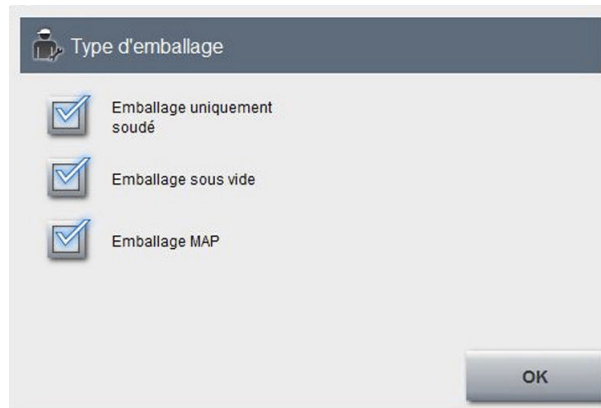 Type d'emballage
Emballage uniquement
soudé
Emballage sous vide
Emballage MAP
OK